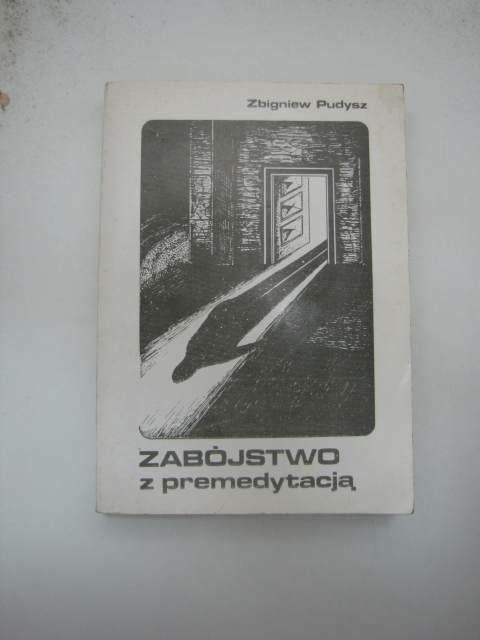 Zbigniew Pudysz
ZABÓJSTWO
z premedytacją